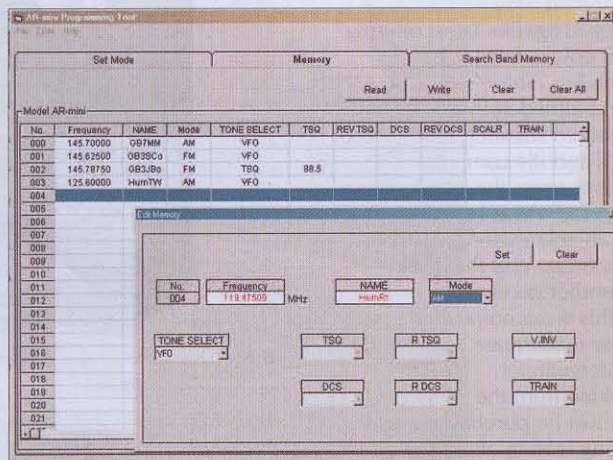 AR-mini Programming Tool
File Com Help
Set Mode Memory Search Band Memory
Read Write Clear Clear All
Model AR-mini
No. Frequency NAME Mode TONE SELECT TSQ REV TSQ DCS REV DCS SCALR TRAIN
000 145.70000 GB7MM AM VFO
001 145.62500 GB3SCo FM VFO
002 145.78750 GB3JBo FM TSQ 88.5
003 125.60000 HumTW AM VFO
004
005
006
007
008
009
010
011
012
013
014
015
016
017
018
019
020
021
Edit Memory
Set Clear
No. Frequency NAME Mode
004 119.47500 MHz HumRr AM
TONE SELECT TSQ R TSQ V.INV
VFO
DCS R DCS TRAIN